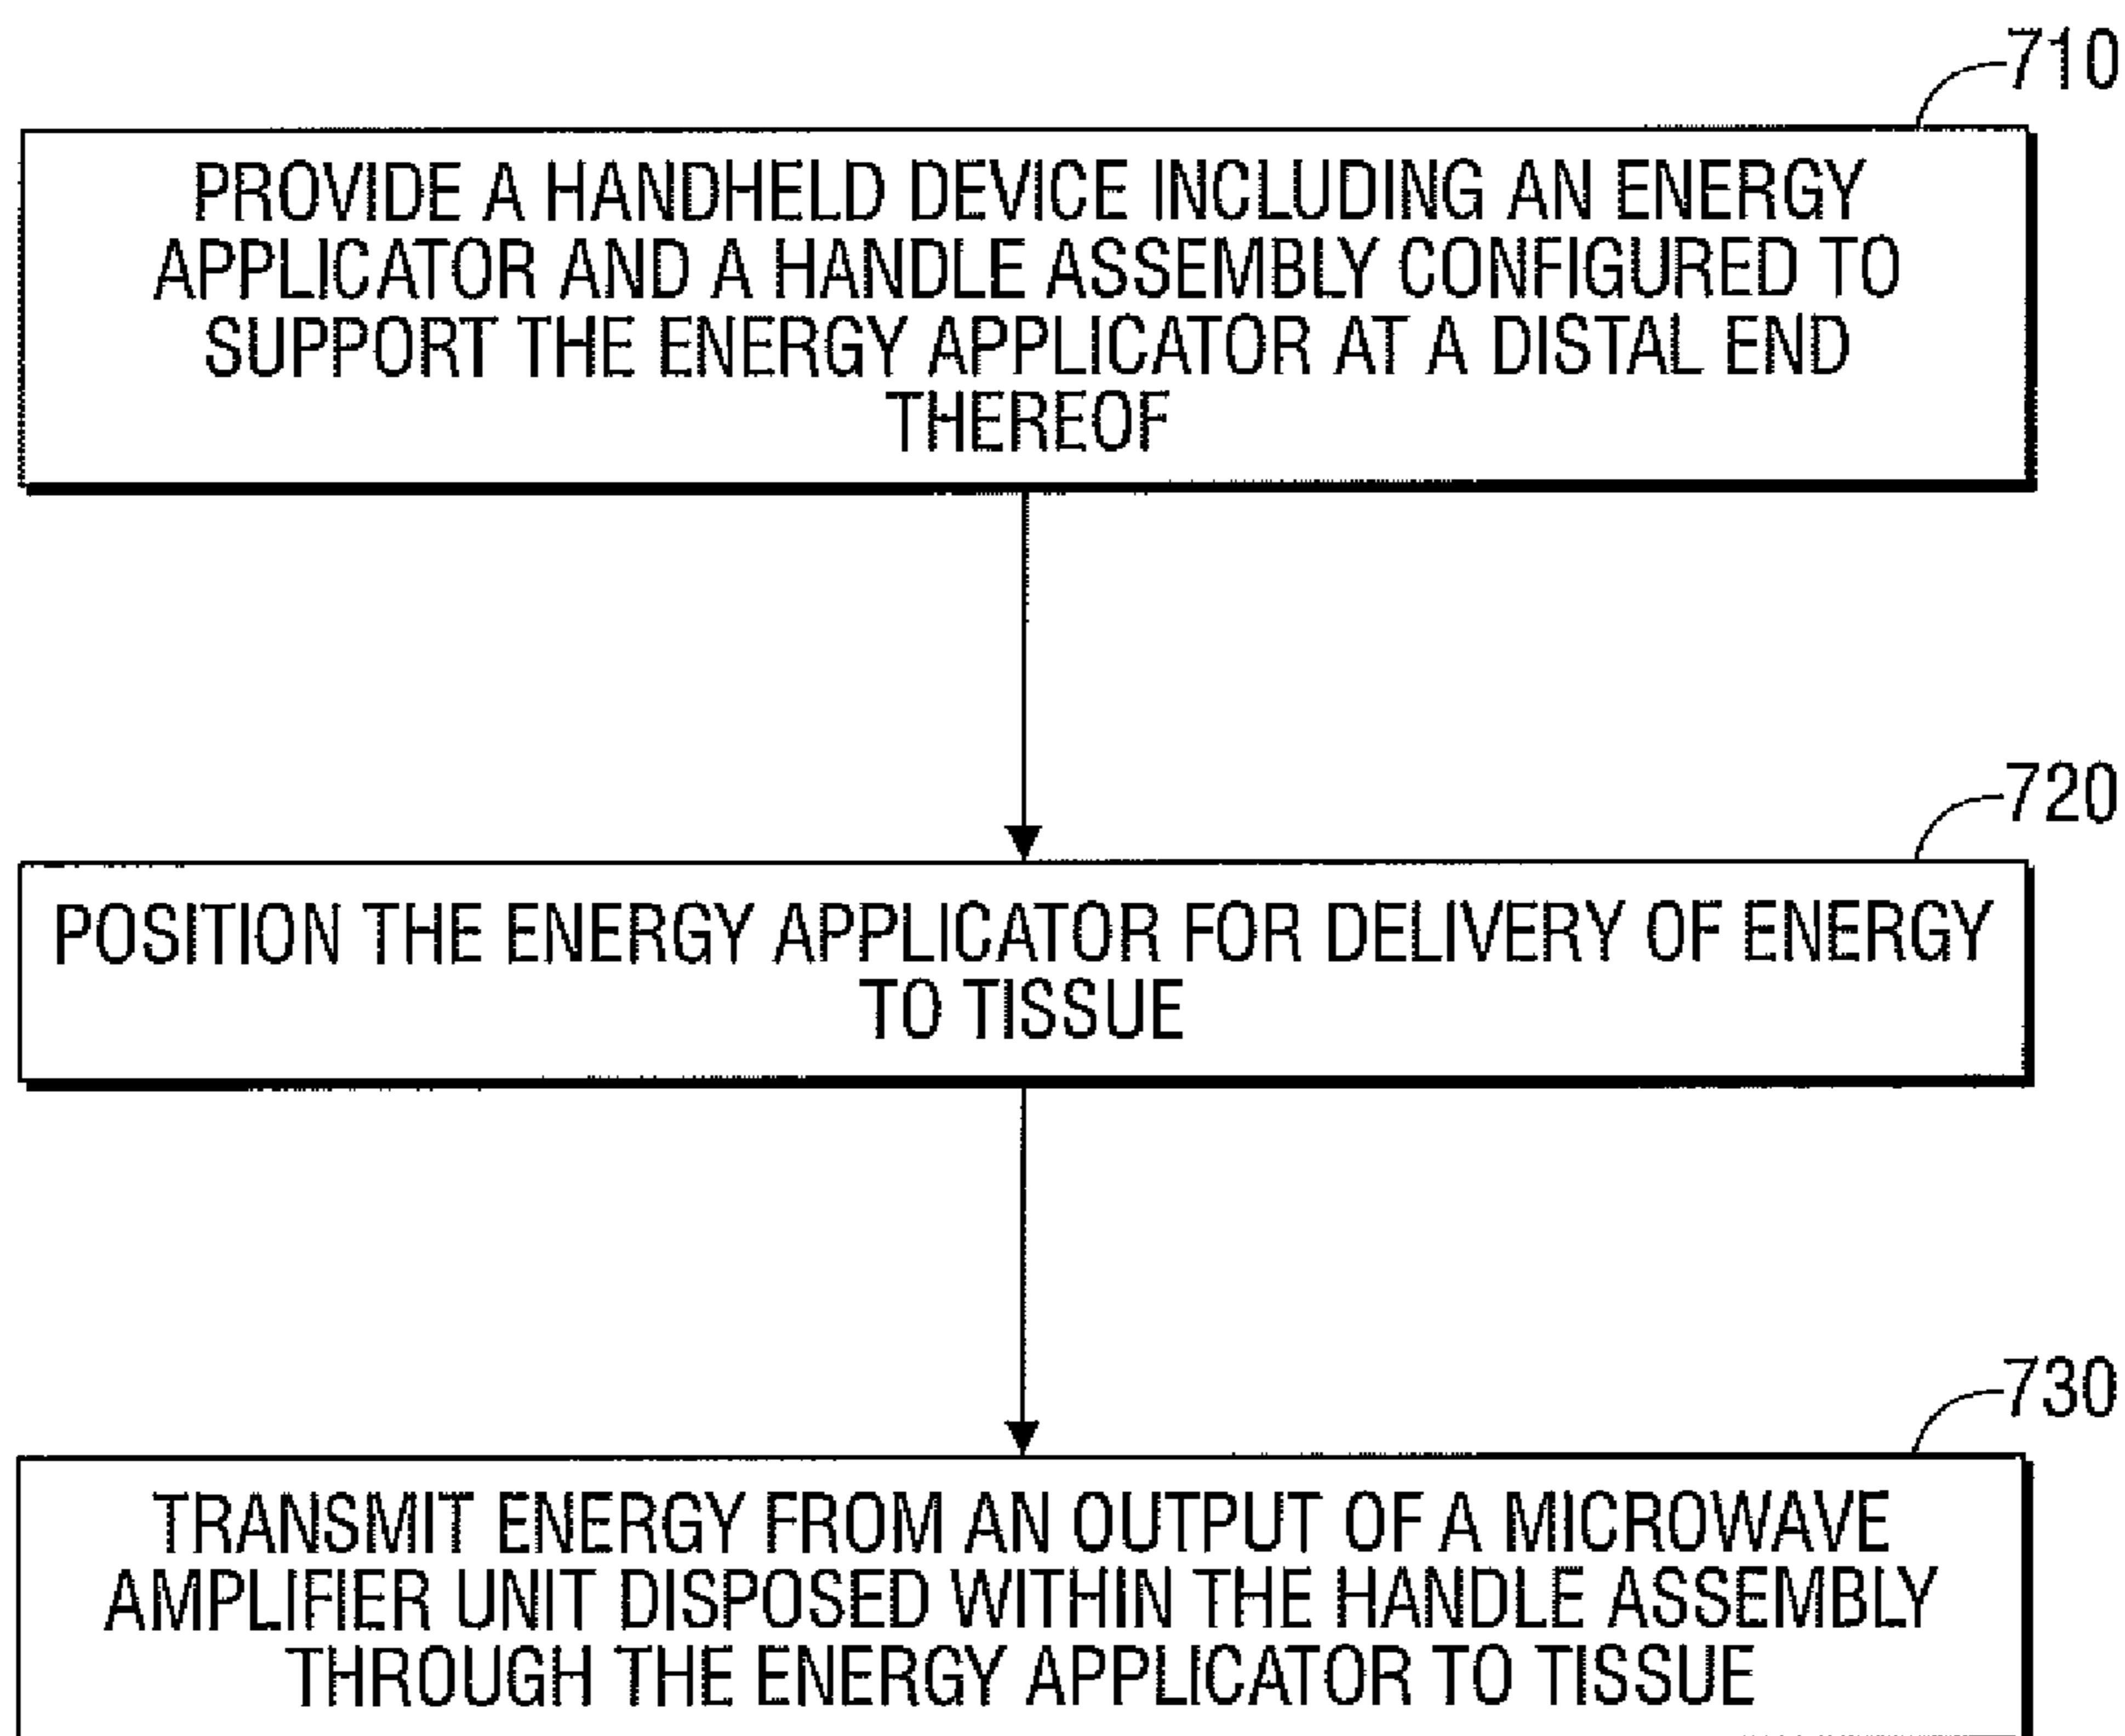 710
PROVIDE A HANDHELD DEVICE INCLUDING AN ENERGY
APPLICATOR AND A HANDLE ASSEMBLY CONFIGURED TO
SUPPORT THE ENERGY APPLICATOR AT A DISTAL END
THEREOF
720
POSITION THE ENERGY APPLICATOR FOR DELIVERY OF ENERGY
TO TISSUE
730
TRANSMIT ENERGY FROM AN OUTPUT OF A MICROWAVE
AMPLIFIER UNIT DISPOSED WITHIN THE HANDLE ASSEMBLY
THROUGH THE ENERGY APPLICATOR TO TISSUE